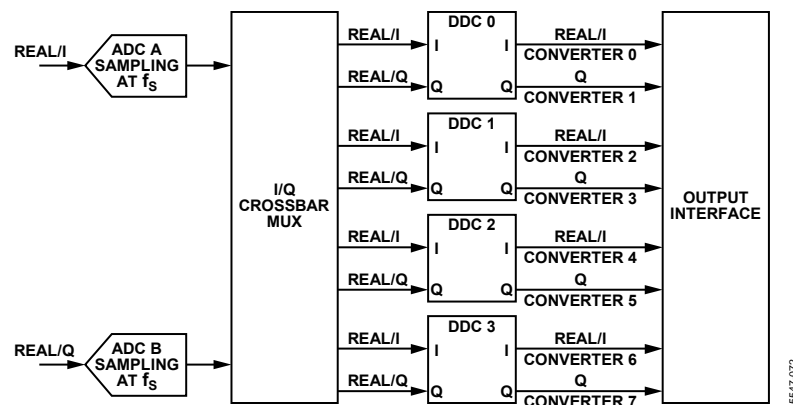 REAL/I
ADC A
SAMPLING
AT fS
REAL/Q
ADC B
SAMPLING
AT fS
I/Q
CROSSBAR
MUX
REAL/I
REAL/Q
DDC 0
I I
Q Q
REAL/I
CONVERTER 0
Q
CONVERTER 1
REAL/I
REAL/Q
DDC 1
I I
Q Q
REAL/I
CONVERTER 2
Q
CONVERTER 3
REAL/I
REAL/Q
DDC 2
I I
Q Q
REAL/I
CONVERTER 4
Q
CONVERTER 5
REAL/I
REAL/Q
DDC 3
I I
Q Q
REAL/I
CONVERTER 6
Q
CONVERTER 7
OUTPUT
INTERFACE